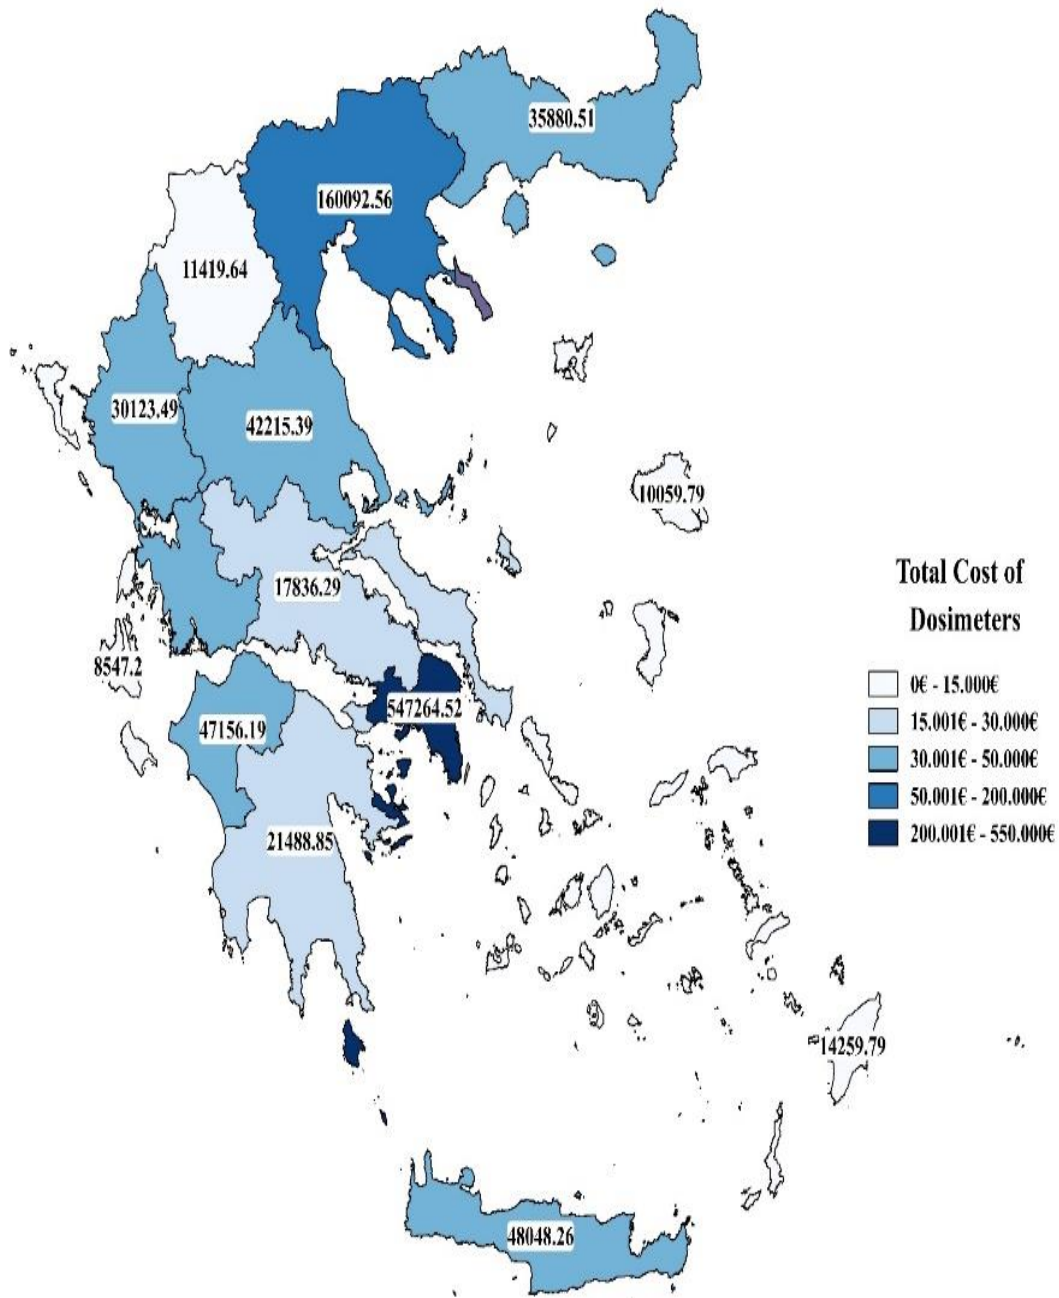 35880.51
160092.56
11419.64
30123.49
42215.39
10059.79
17836.29
8547.2
547264.52
47156.19
21488.85
14259.79
48048.26
Total Cost of
Dosimeters
0€ - 15.000€
15.001€ - 30.000€
30.001€ - 50.000€
50.001€ - 200.000€
200.001€ - 550.000€